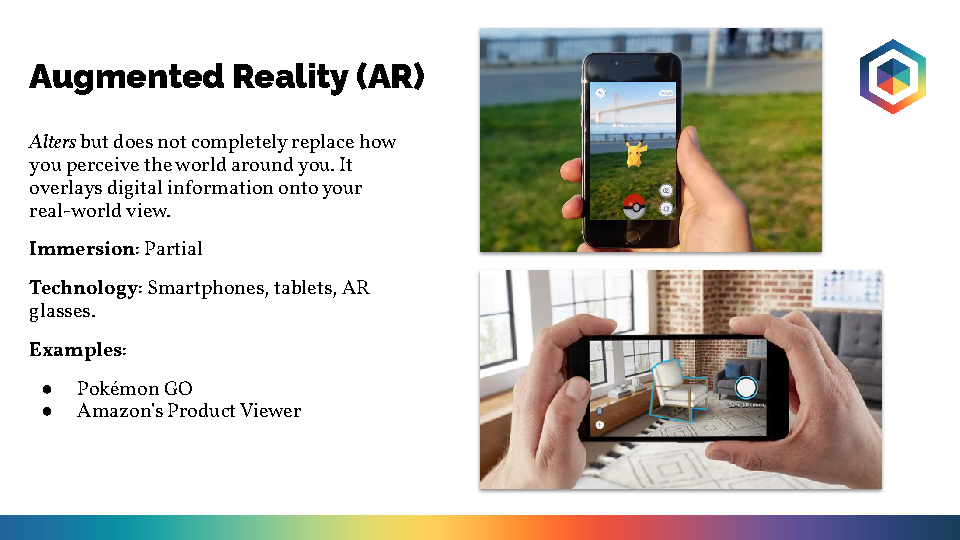 Augmented Reality (AR)
Alters but does not completely replace how
you perceive the world around you. It
overlays digital information onto your
real-world view.
Immersion: Partial
Technology: Smartphones, tablets, AR
glasses.
Examples:
● Pokémon GO
● Amazon's Product Viewer